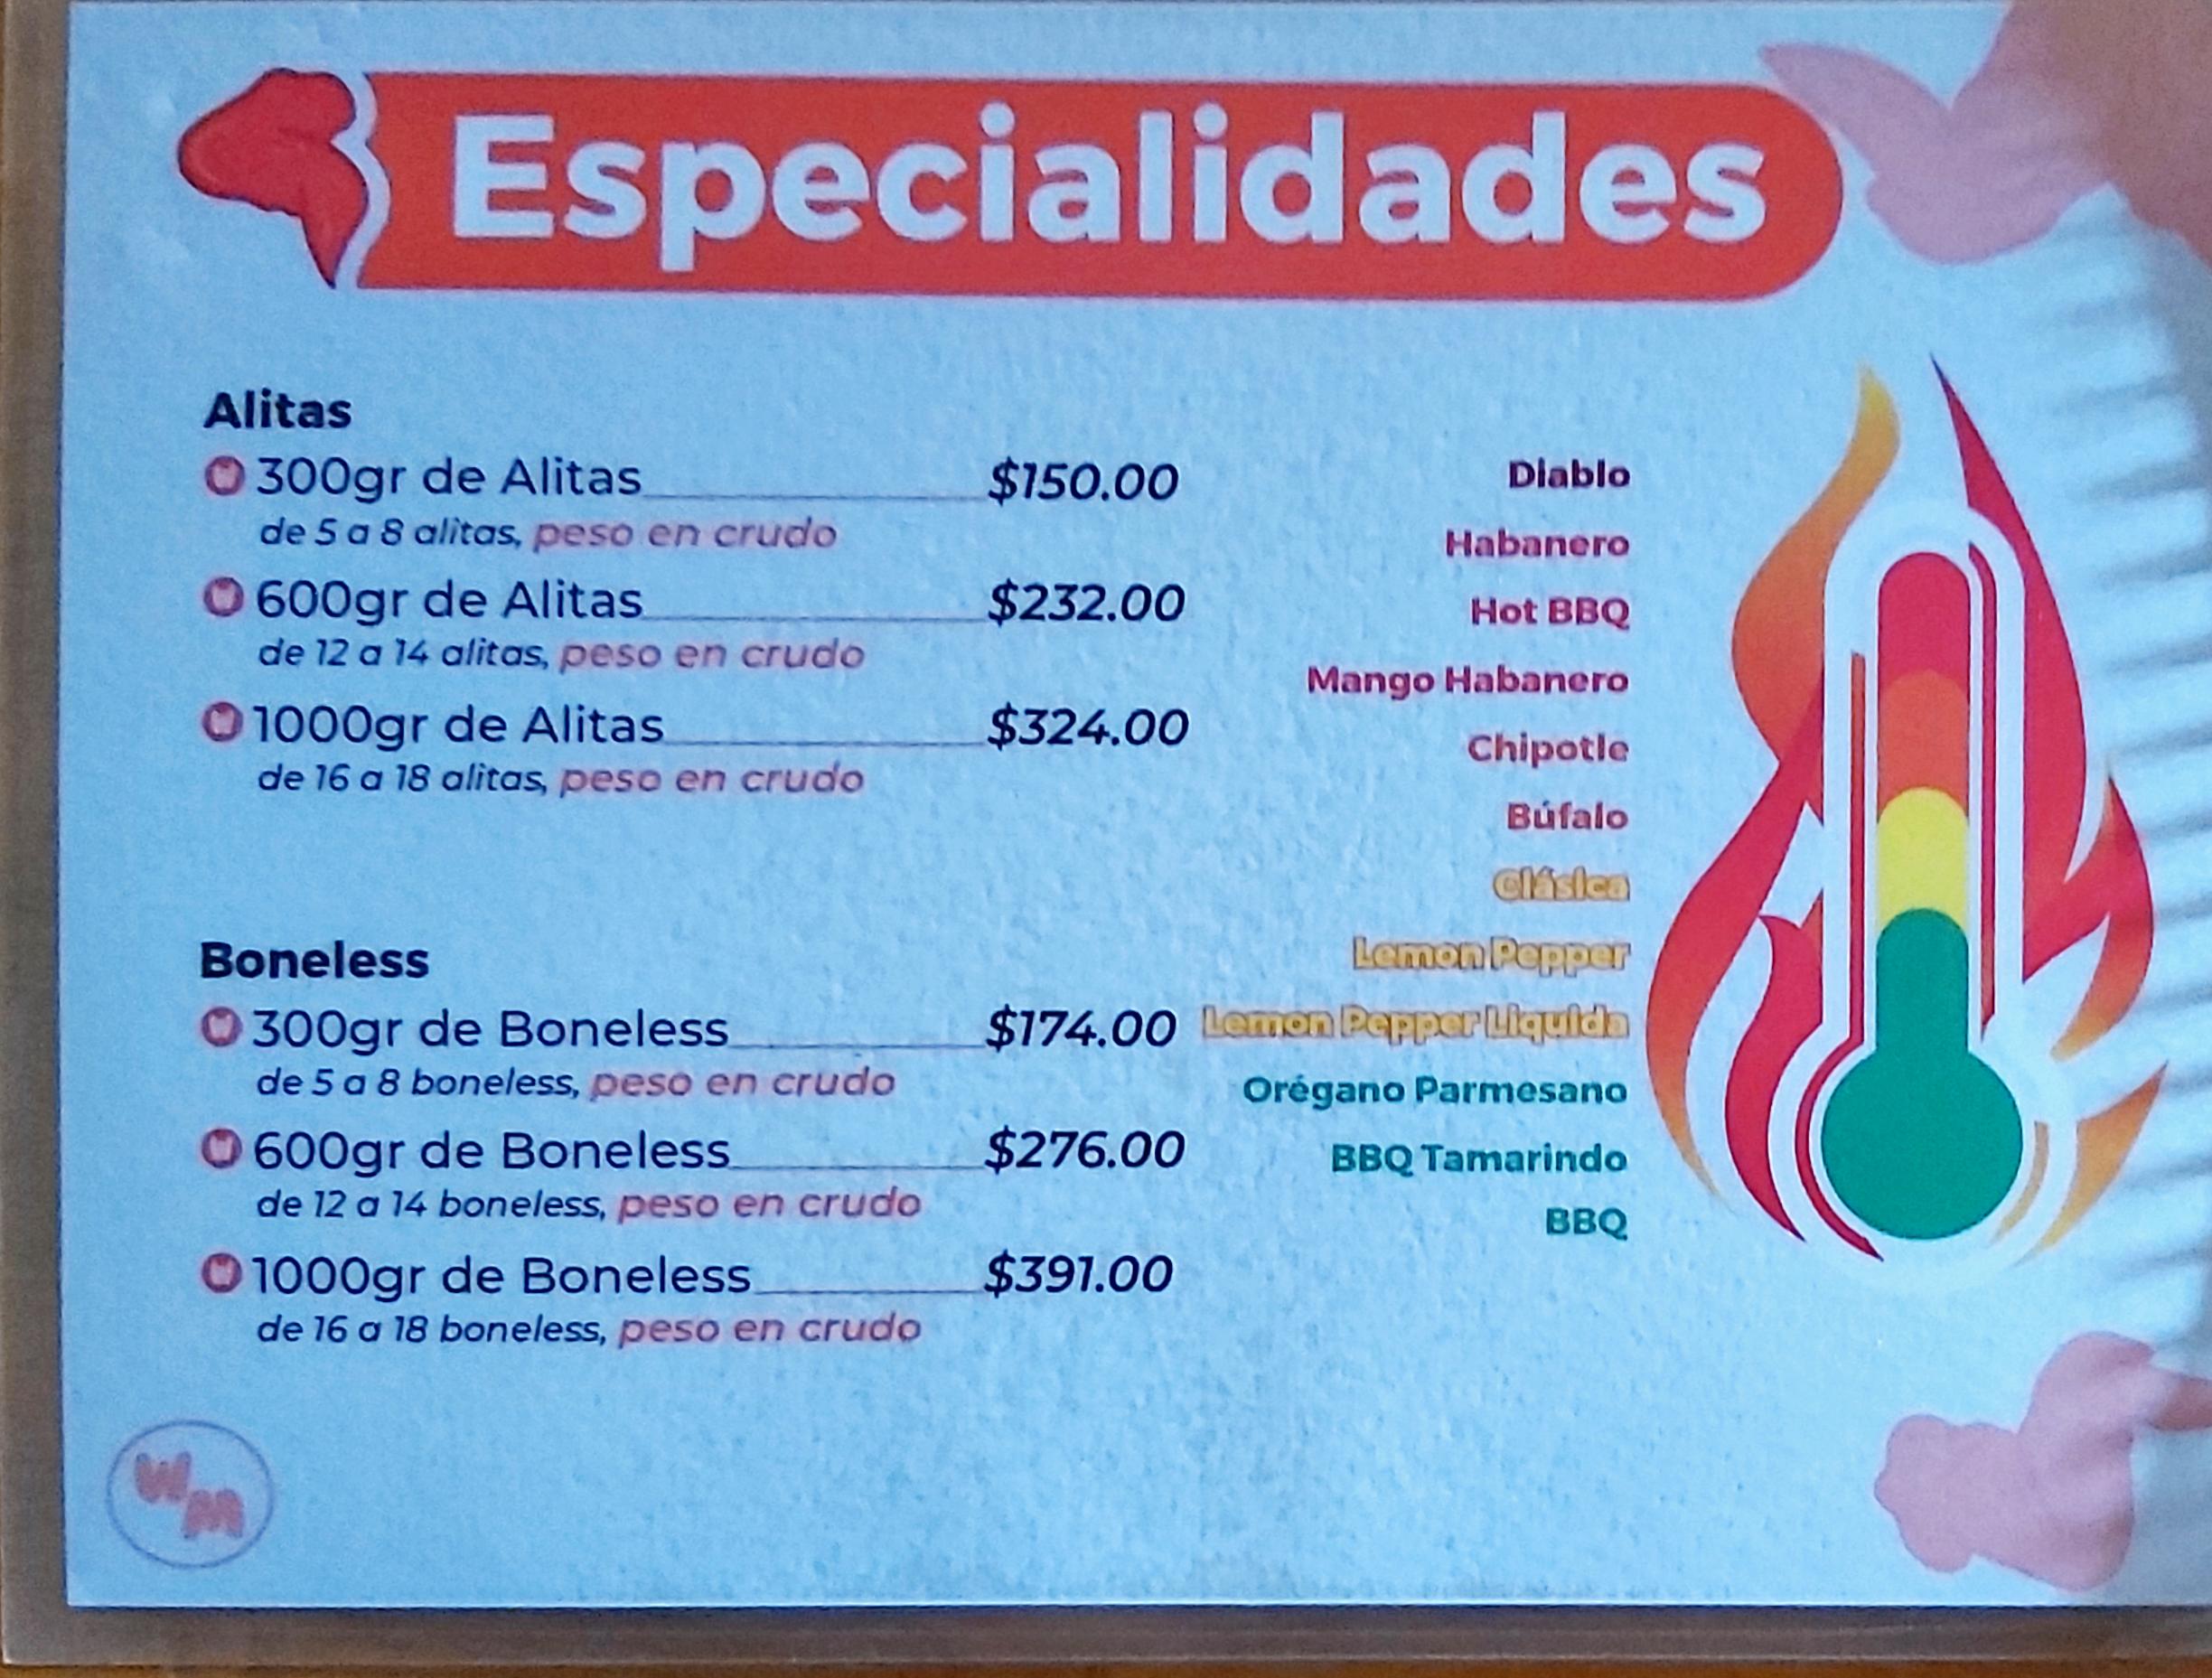 Especialidades
Alitas
300gr de Alitas $150.00
de 5 a 8 alitas, peso en crudo
600gr de Alitas $232.00
de 12 a 14 alitas, peso en crudo
1000gr de Alitas $324.00
de 16 a 18 alitas, peso en crudo
Boneless
300gr de Boneless $174.00
de 5 a 8 boneless, peso en crudo
600gr de Boneless $276.00
de 12 a 14 boneless, peso en crudo
1000gr de Boneless $391.00
de 16 a 18 boneless, peso en crudo
Diablo
Habanero
Hot BBQ
Mango Habanero
Chipotle
Búfalo
Clásica
Lemon Pepper
Lemon Pepper Liquida
Orégano Parmesano
BBQ Tamarindo
BBQ
WM